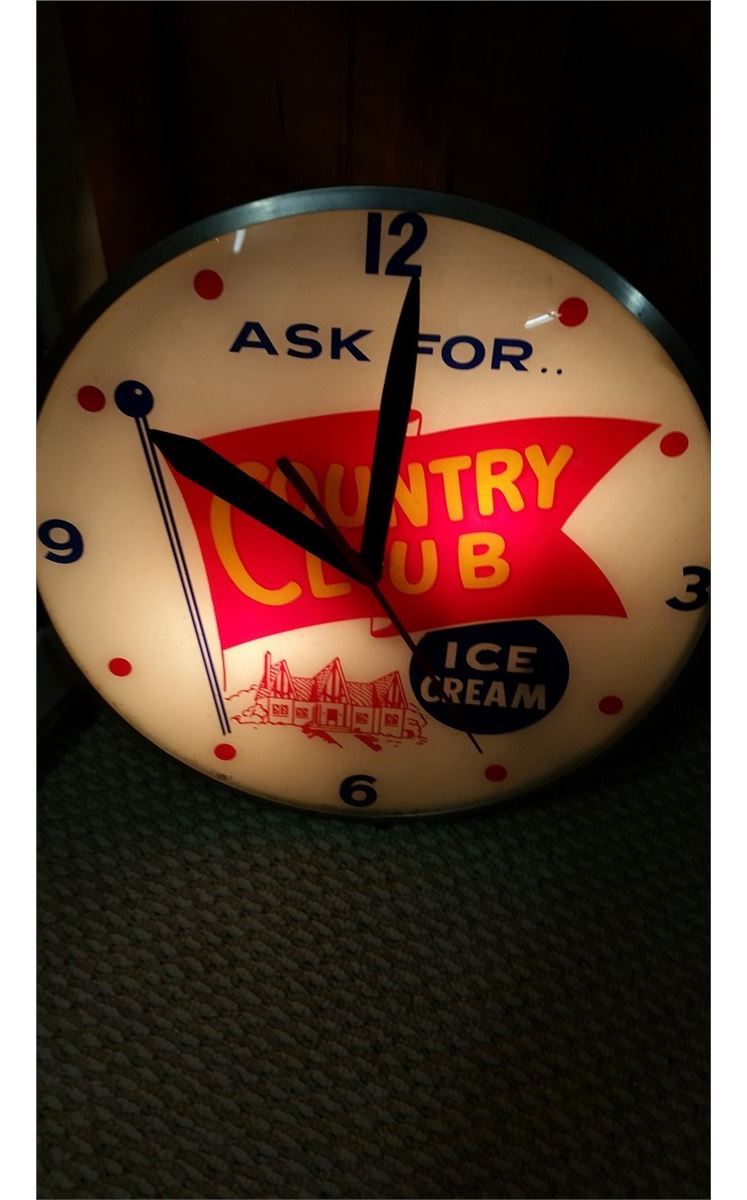 12
ASK FOR..
COUNTRY
CLUB
9
3
ICE
CREAM
6